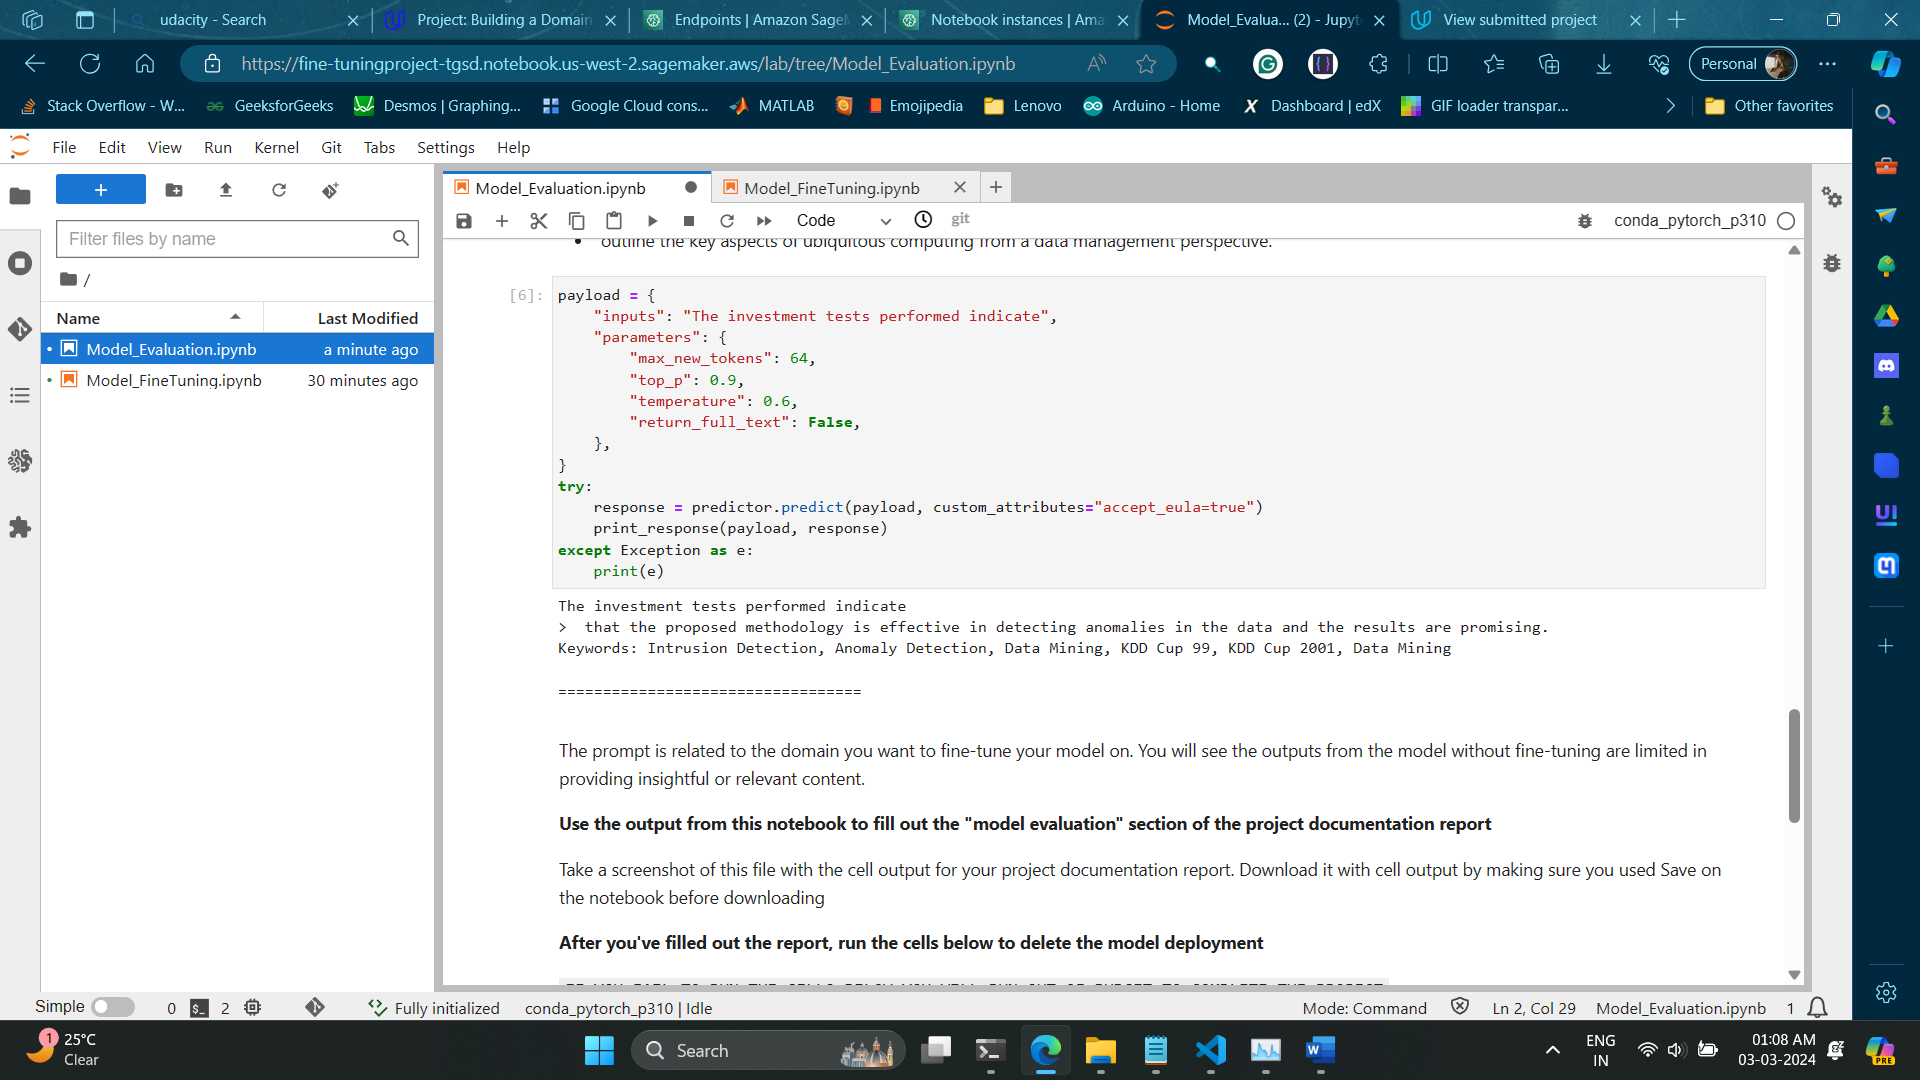 udacity - Search
Project: Building a Domain
Endpoints | Amazon Sage
Notebook instances | Ama
Model_Evalua... (2) - Jupyt
View submitted project
https://fine-tuningproject-tgsd.notebook.us-west-2.sagemaker.aws/lab/tree/Model_Evaluation.ipynb
Personal
Stack Overflow - W...
GeeksforGeeks
Desmos | Graphing...
Google Cloud cons...
MATLAB
Emojipedia
Lenovo
Arduino - Home
Dashboard | edX
GIF loader transpar...
Other favorites
File Edit View Run Kernel Git Tabs Settings Help
Filter files by name
/
Name Last Modified
Model_Evaluation.ipynb a minute ago
Model_FineTuning.ipynb 30 minutes ago
Model_Evaluation.ipynb
Model_FineTuning.ipynb
Code
git
conda_pytorch_p310
outline the key aspects of ubiquitous computing from a data management perspective.
[6]:
payload = {
"inputs": "The investment tests performed indicate",
"parameters": {
"max_new_tokens": 64,
"top_p": 0.9,
"temperature": 0.6,
"return_full_text": False,
},
}
try:
response = predictor.predict(payload, custom_attributes="accept_eula=true")
print_response(payload, response)
except Exception as e:
print(e)
The investment tests performed indicate
> that the proposed methodology is effective in detecting anomalies in the data and the results are promising.
Keywords: Intrusion Detection, Anomaly Detection, Data Mining, KDD Cup 99, KDD Cup 2001, Data Mining
==================================
The prompt is related to the domain you want to fine-tune your model on. You will see the outputs from the model without fine-tuning are limited in
providing insightful or relevant content.
Use the output from this notebook to fill out the "model evaluation" section of the project documentation report
Take a screenshot of this file with the cell output for your project documentation report. Download it with cell output by making sure you used Save on
the notebook before downloading
After you've filled out the report, run the cells below to delete the model deployment
Simple
0
2
Fully initialized
conda_pytorch_p310 | Idle
Mode: Command
Ln 2, Col 29
Model_Evaluation.ipynb
1
1
25°C
Clear
Search
ENG
IN
01:08 AM
03-03-2024
PRE